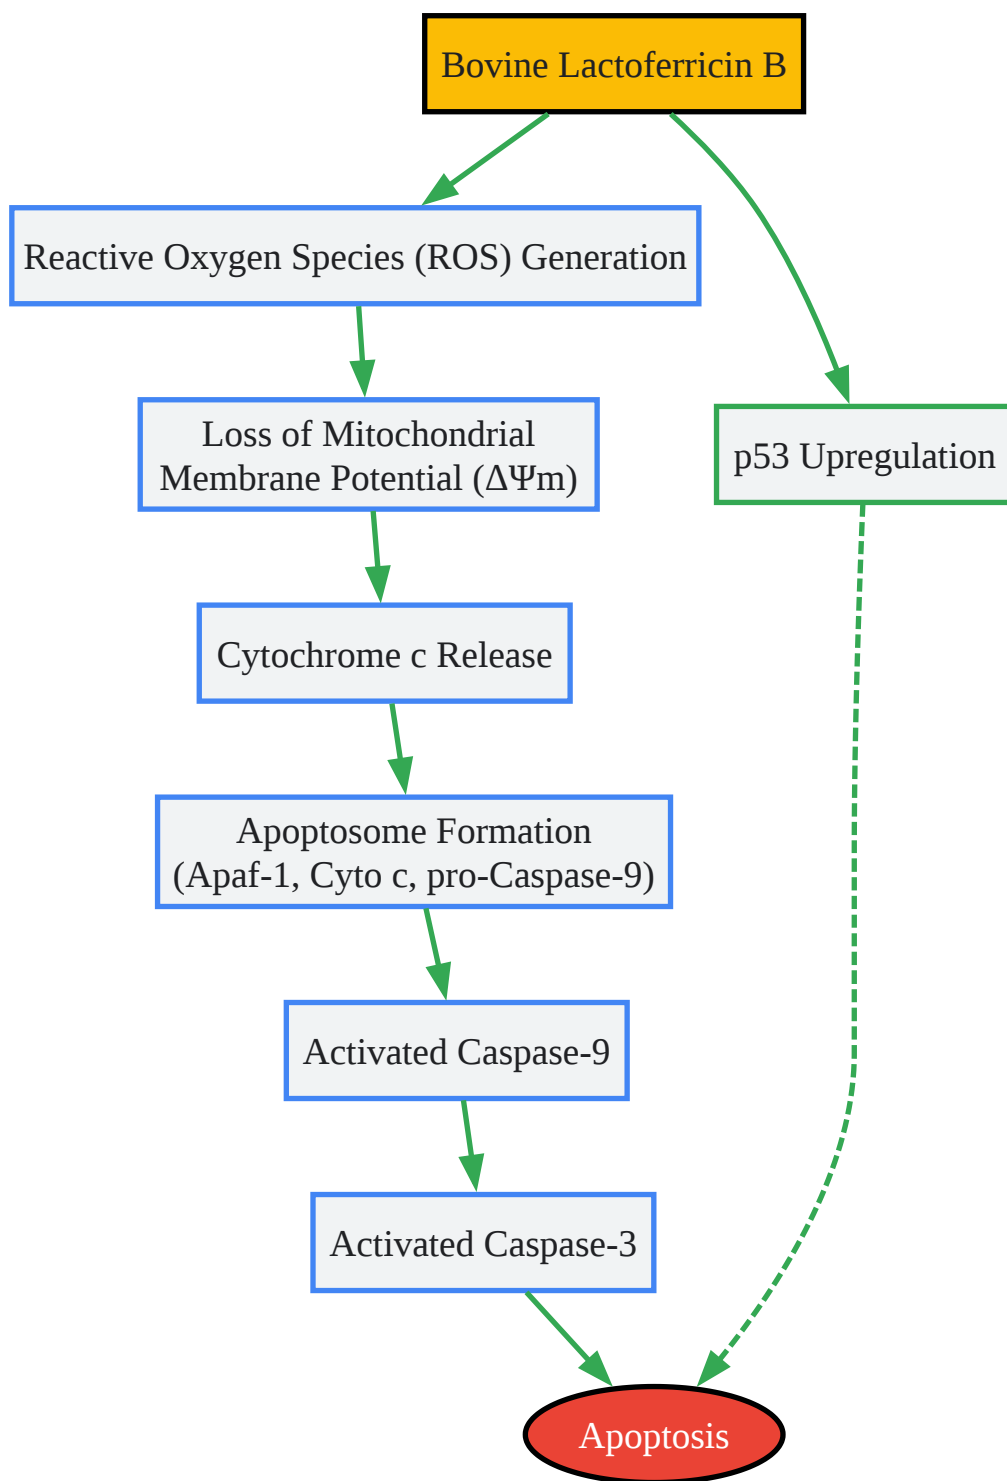 Bovine Lactoferricin B
Reactive Oxygen Species (ROS) Generation
Loss of Mitochondrial
Membrane Potential (ΔΨm)
p53 Upregulation
Cytochrome c Release
Apoptosome Formation
(Apaf-1, Cyto c, pro-Caspase-9)
Activated Caspase-9
Activated Caspase-3
Apoptosis